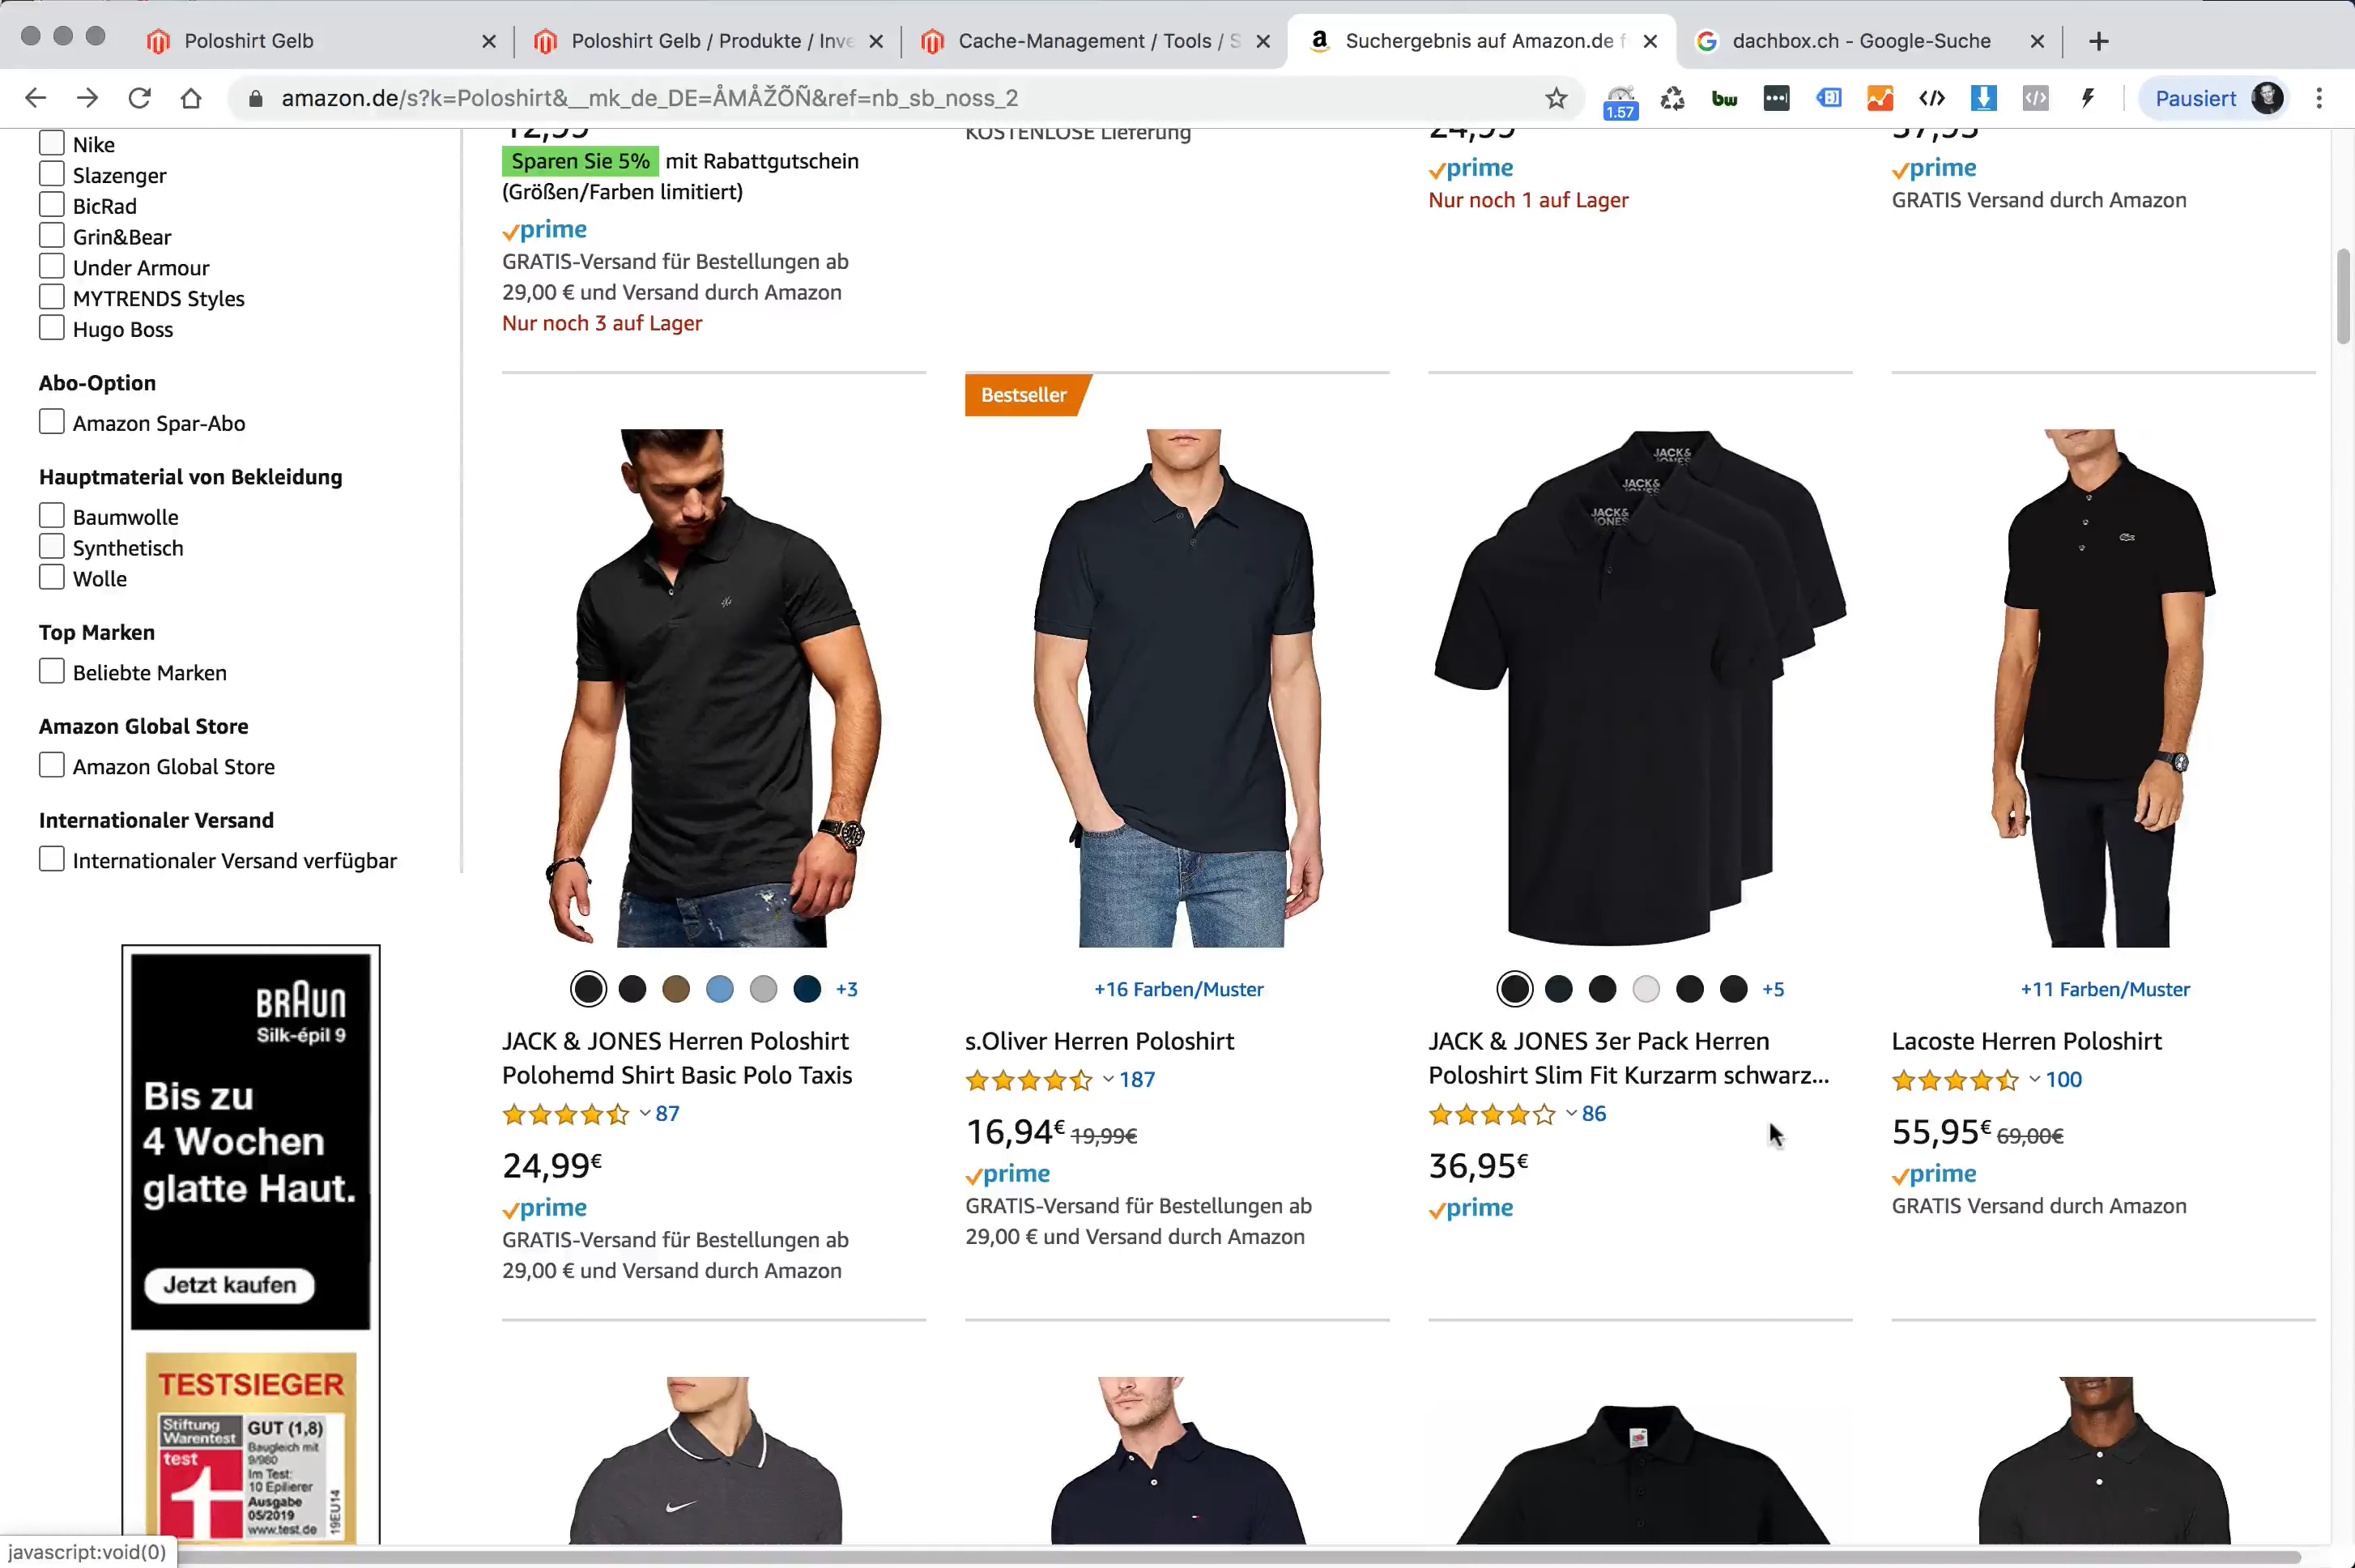 Poloshirt Gelb
Poloshirt Gelb / Produkte / Inve
Cache-Management / Tools / S
Suchergebnis auf Amazon.de f
dachbox.ch - Google-Suche
amazon.de/s?k=Poloshirt&__mk_de_DE=ÅMÅŽÕÑ&ref=nb_sb_noss_2
1.57
bw
Pausiert
Nike
Slazenger
BicRad
Grin&Bear
Under Armour
MYTRENDS Styles
Hugo Boss
Abo-Option
Amazon Spar-Abo
Hauptmaterial von Bekleidung
Baumwolle
Synthetisch
Wolle
Top Marken
Beliebte Marken
Amazon Global Store
Amazon Global Store
Internationaler Versand
Internationaler Versand verfügbar
BRAUN
Silk-épil 9
Bis zu
4 Wochen
glatte Haut.
Jetzt kaufen
TESTSIEGER
Stiftung
Warentest
test
GUT (1,8)
Baugleich mit
9/980
Im Test:
10 Epilierer
Ausgabe
05/2019
www.test.de
19EU14
javascript:void(0)
12,99
Sparen Sie 5% mit Rabattgutschein
(Größen/Farben limitiert)
prime
GRATIS-Versand für Bestellungen ab
29,00 € und Versand durch Amazon
Nur noch 3 auf Lager
KOSTENLOSE Lieferung
24,99
prime
Nur noch 1 auf Lager
37,95
prime
GRATIS Versand durch Amazon
+3
JACK & JONES Herren Poloshirt
Polohemd Shirt Basic Polo Taxis
87
24,99€
prime
GRATIS-Versand für Bestellungen ab
29,00 € und Versand durch Amazon
Bestseller
+16 Farben/Muster
s.Oliver Herren Poloshirt
187
16,94€ 19,99€
prime
GRATIS-Versand für Bestellungen ab
29,00 € und Versand durch Amazon
JACK&
JONES
JACK&
JONES
JACK&
JONES
+5
JACK & JONES 3er Pack Herren
Poloshirt Slim Fit Kurzarm schwarz...
86
36,95€
prime
+11 Farben/Muster
Lacoste Herren Poloshirt
100
55,95€ 69,00€
prime
GRATIS Versand durch Amazon